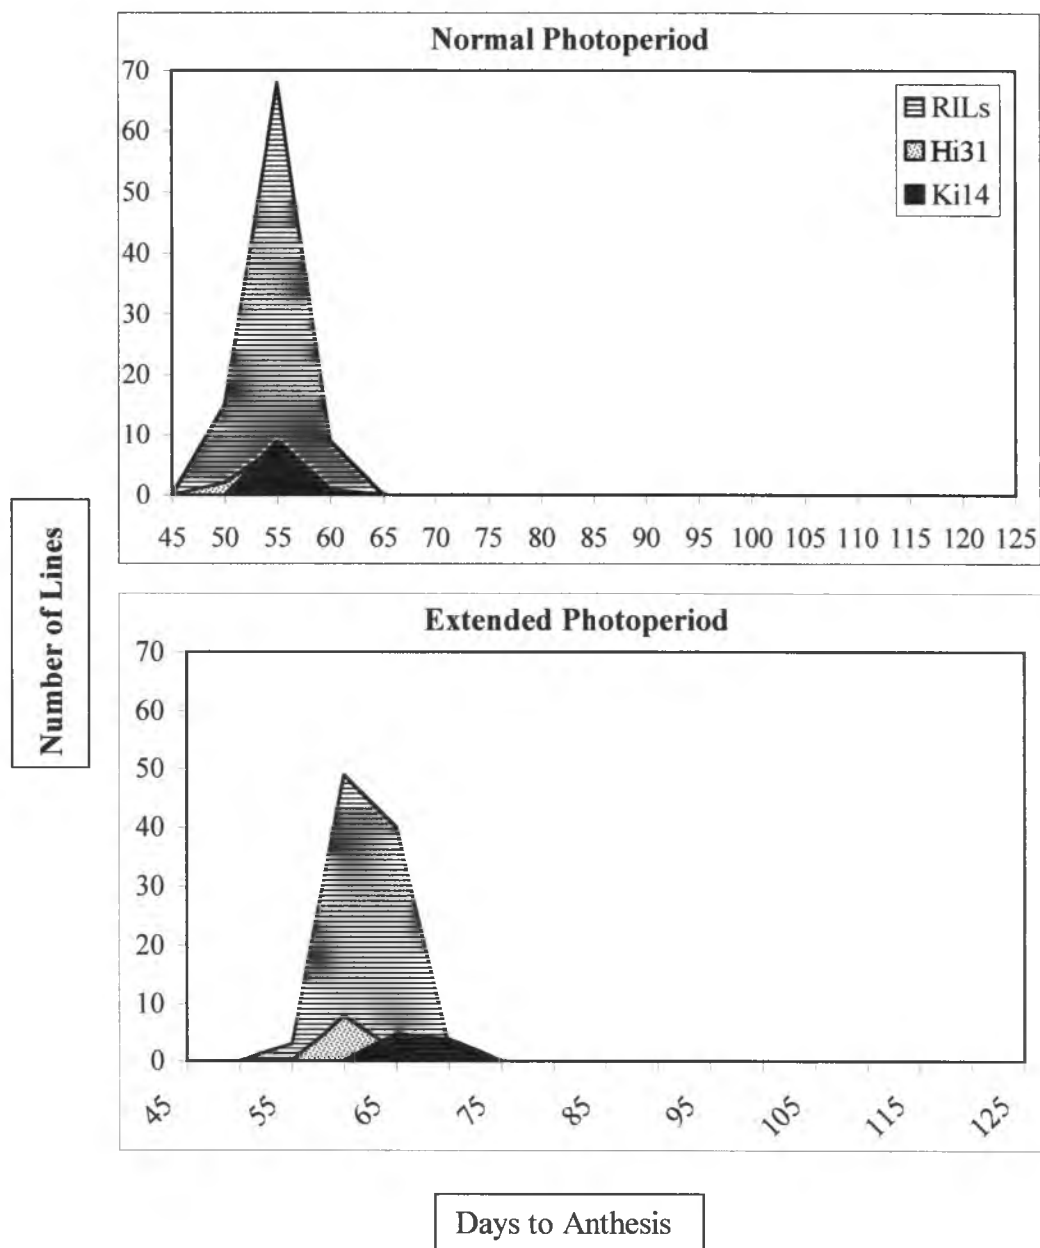 Normal Photoperiod
70
60
50
40
30
20
10
0
RILs
Hi31
Ki14
45 50 55 60 65 70 75 80 85 90 95 100 105 110 115 120 125
Number of Lines
Extended Photoperiod
70
60
50
40
30
20
10
0
45 55 65 75 85 95 105 115 125
Days to Anthesis